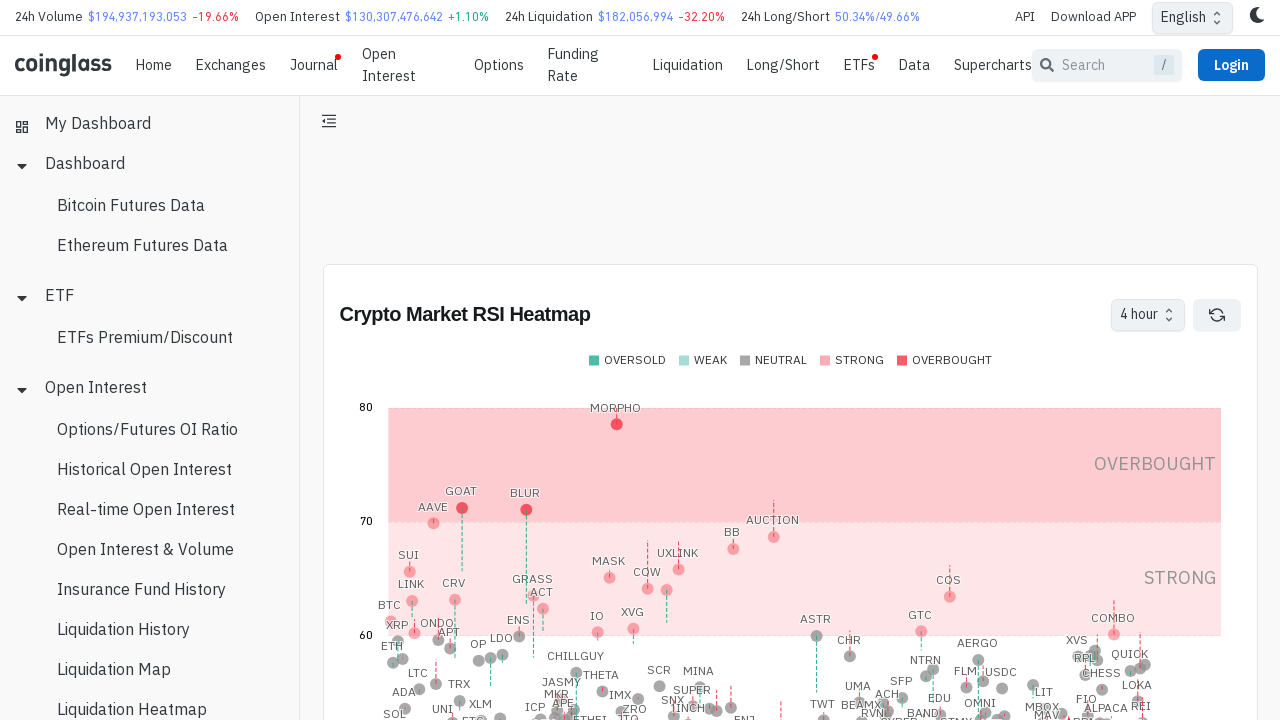 24h Volume $194,937,193,053 -19.66% Open Interest $130,307,476,642 +1.10% 24h Liquidation $182,056,994 -32.20% 24h Long/Short 50.34%/49.66% API Download APP English
coinglass Home Exchanges Journal Open Interest Options Funding Rate Liquidation Long/Short ETFs Data Supercharts Search / Login
My Dashboard
Dashboard
Bitcoin Futures Data
Ethereum Futures Data
ETF
ETFs Premium/Discount
Open Interest
Options/Futures OI Ratio
Historical Open Interest
Real-time Open Interest
Open Interest & Volume
Insurance Fund History
Liquidation History
Liquidation Map
Liquidation Heatmap
Crypto Market RSI Heatmap 4 hour
OVERSOLD WEAK NEUTRAL STRONG OVERBOUGHT
80
MORPHO
OVERBOUGHT
GOAT BLUR
AAVE
70 AUCTION
BB
SUI MASK UXLINK
COW
STRONG
LINK CRV GRASS COS
ACT
BTC
XRP ONDO ENS IO XVG ASTR GTC COMBO
APT
60
ETH OP LDO CHR AERGO XVS
CHILLGUY NTRN RPL QUICK
LTC THETA SCR MINA FLM USDC CHESS
TRX JASMY SFP LOKA
ADA MKR IMX SUPER UMA ACH LIT
XLM APE SNX EDU OMNI FIO
SOL UNI ICP ZRO 1INCH TWT BEAMX MBOX ALPACA REI
RVN BAND MAV
ETHFI JTO ENJ